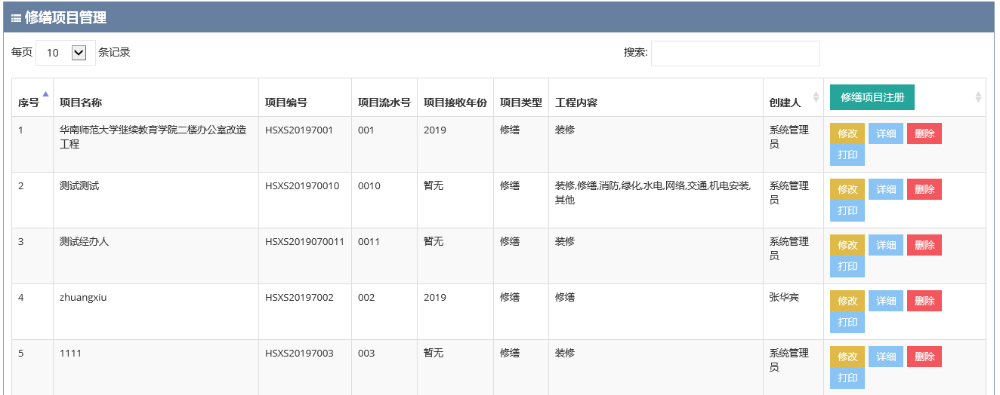 修缮项目管理
每页 10 条记录 搜索:
序号 项目名称 项目编号 项目流水号 项目接收年份 项目类型 工程内容 创建人 修缮项目注册
1 华南师范大学继续教育学院二楼办公室改造 HSXS20197001 001 2019 修缮 装修 系统管理 修改 详细 删除
工程 员 打印
2 测试测试 HSXS201970010 0010 暂无 修缮 装修,修缮,消防,绿化,水电,网络,交通,机电安装, 系统管理 修改 详细 删除
其他 员 打印
3 测试经办人 HSXS2019070011 0011 暂无 修缮 装修 系统管理 修改 详细 删除
员 打印
4 zhuangxiu HSXS20197002 002 2019 修缮 修缮 张华宾 修改 详细 删除
打印
5 1111 HSXS20197003 003 暂无 修缮 装修 系统管理 修改 详细 删除
员 打印